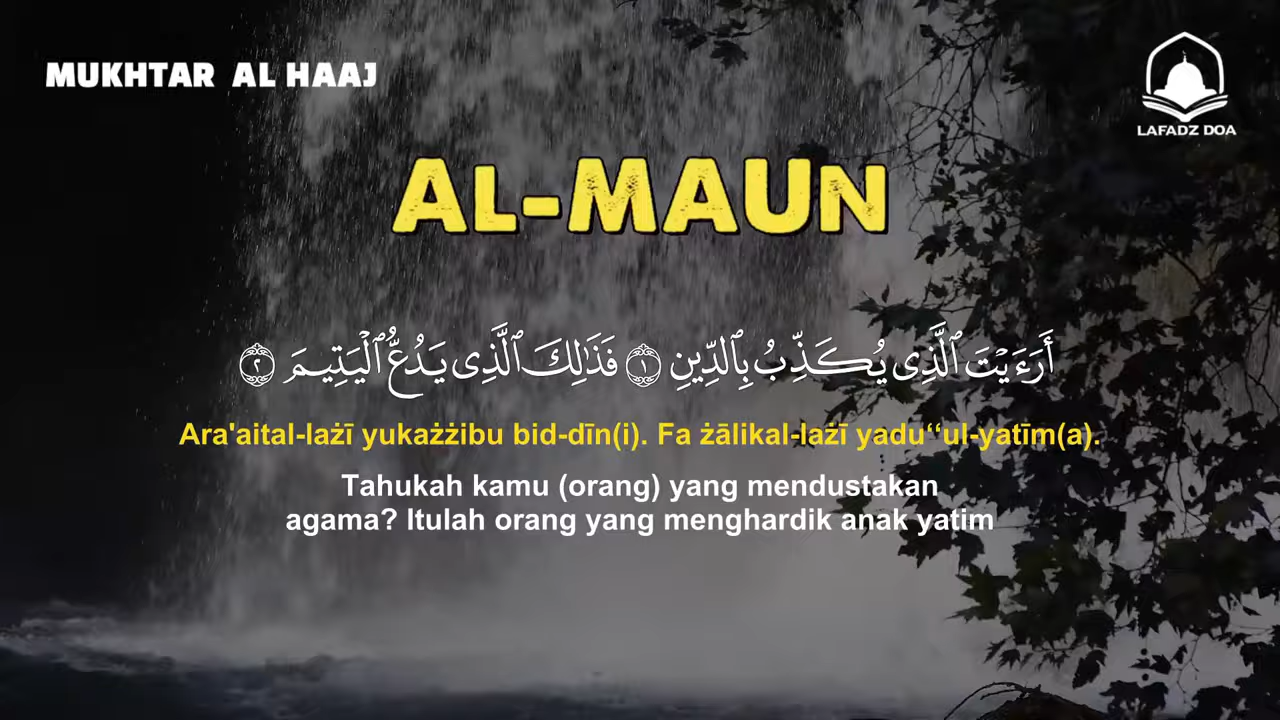 MUKHTAR AL HAAJ
LAFADZ DOA
AL-MAUN
أَرَءَيْتَ ٱلَّذِى يُكَذِّبُ بِٱلدِّينِ ۝١ فَذَٰلِكَ ٱلَّذِى يَدُعُّ ٱلْيَتِيمَ ۝٢
Ara'aital-lażī yukażżibu bid-dīn(i). Fa żālikal-lażī yadu‘‘ul-yatīm(a).
Tahukah kamu (orang) yang mendustakan
agama? Itulah orang yang menghardik anak yatim